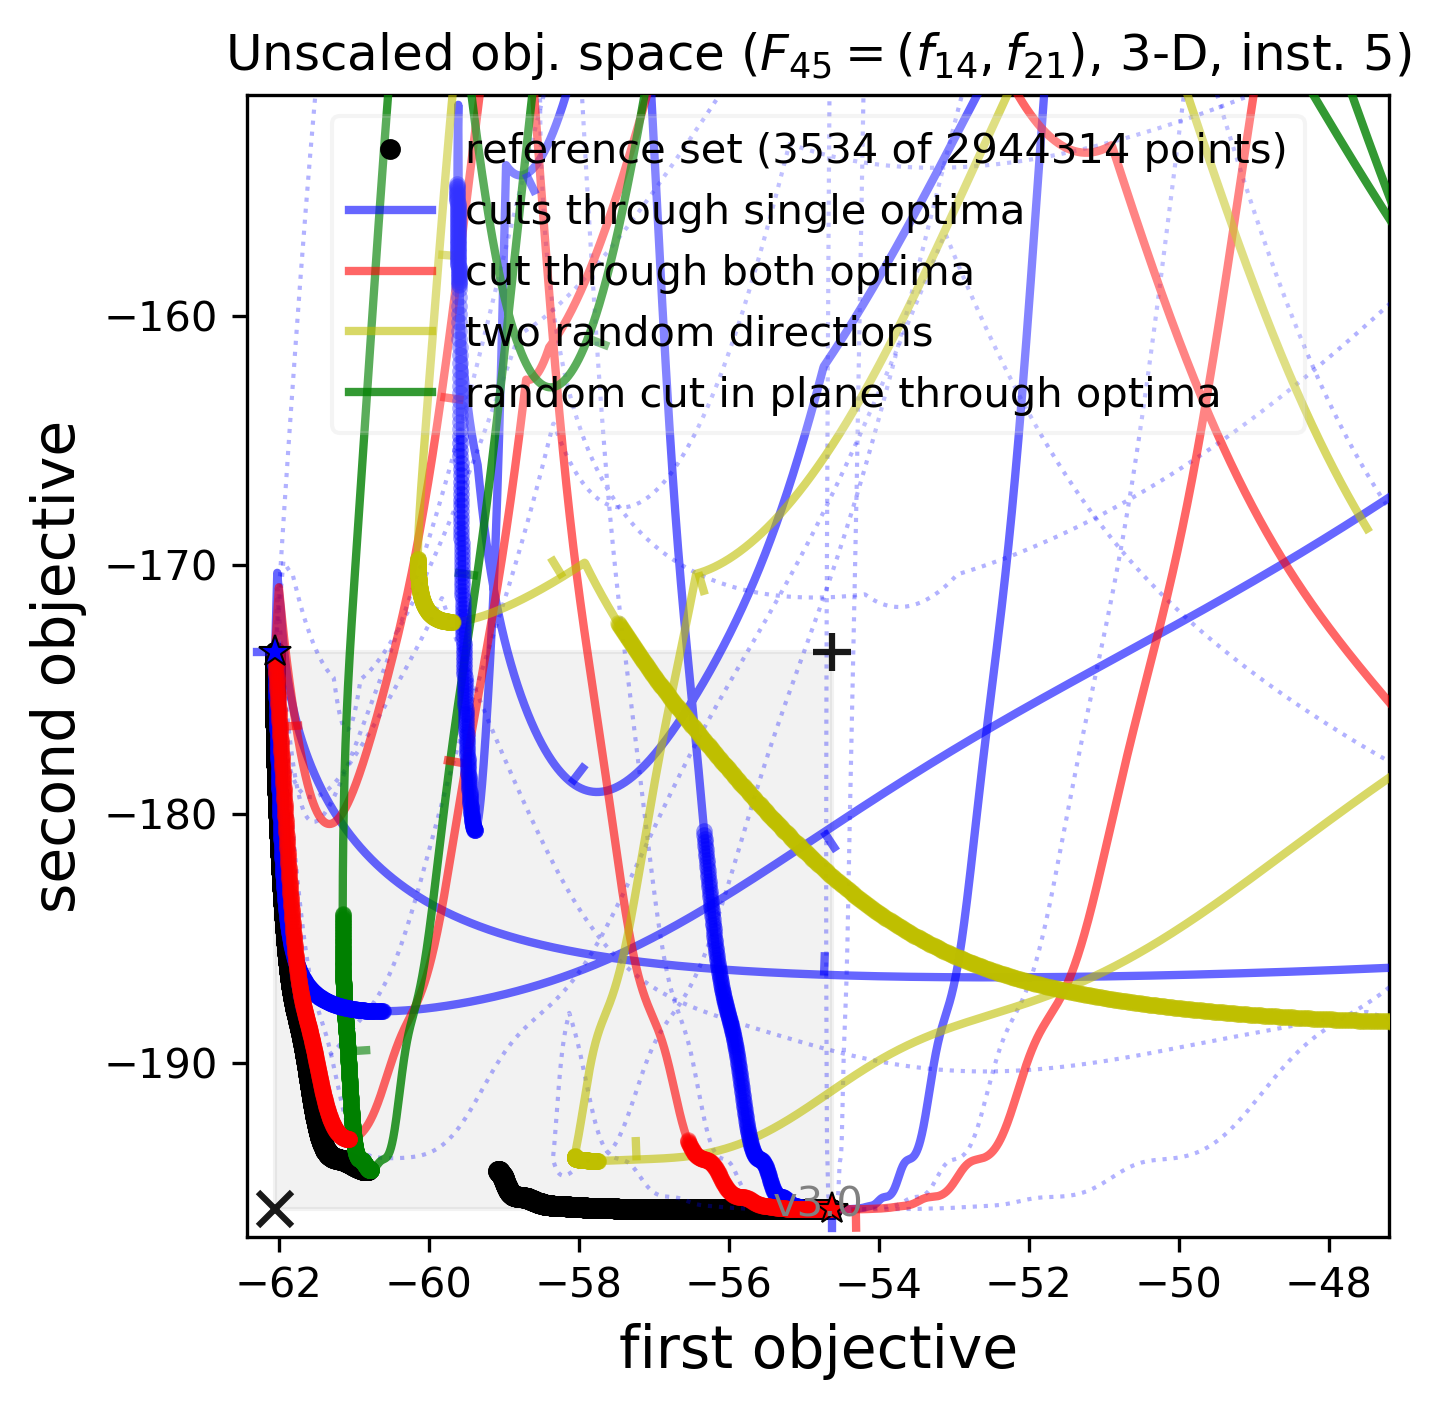 Unscaled obj. space (F₄₅ = (f₁₄, f₂₁), 3-D, inst. 5)
reference set (3534 of 2944314 points)
cuts through single optima
cut through both optima
two random directions
random cut in plane through optima
−160
−170
−180
−190
second objective
v3.0
−62 −60 −58 −56 −54 −52 −50 −48
first objective